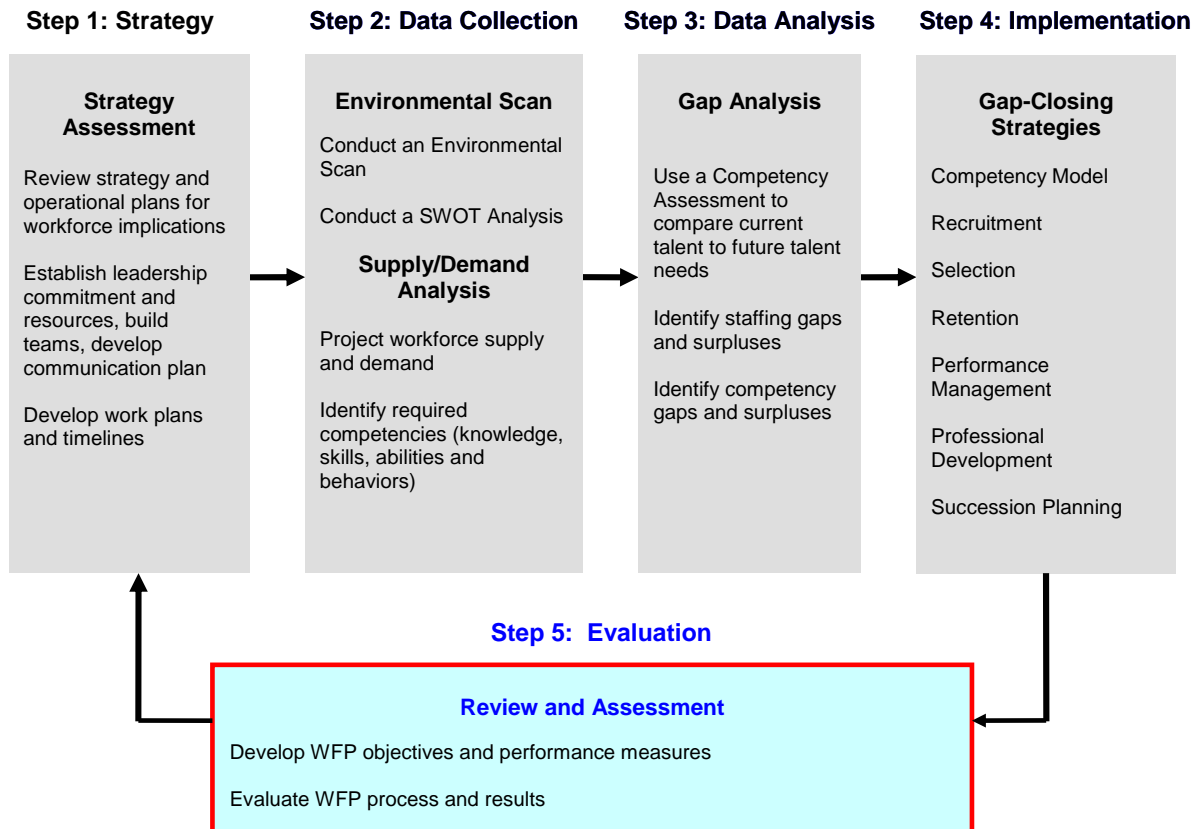 Step 1: Strategy
Strategy
Assessment
Review strategy and
operational plans for
workforce implications
Establish leadership
commitment and
resources, build
teams, develop
communication plan
Develop work plans
and timelines
Step 2: Data Collection
Environmental Scan
Conduct an Environmental
Scan
Conduct a SWOT Analysis
Supply/Demand
Analysis
Project workforce supply
and demand
Identify required
competencies (knowledge,
skills, abilities and
behaviors)
Step 3: Data Analysis
Gap Analysis
Use a Competency
Assessment to
compare current
talent to future talent
needs
Identify staffing gaps
and surpluses
Identify competency
gaps and surpluses
Step 4: Implementation
Gap-Closing
Strategies
Competency Model
Recruitment
Selection
Retention
Performance
Management
Professional
Development
Succession Planning
Step 5: Evaluation
Review and Assessment
Develop WFP objectives and performance measures
Evaluate WFP process and results